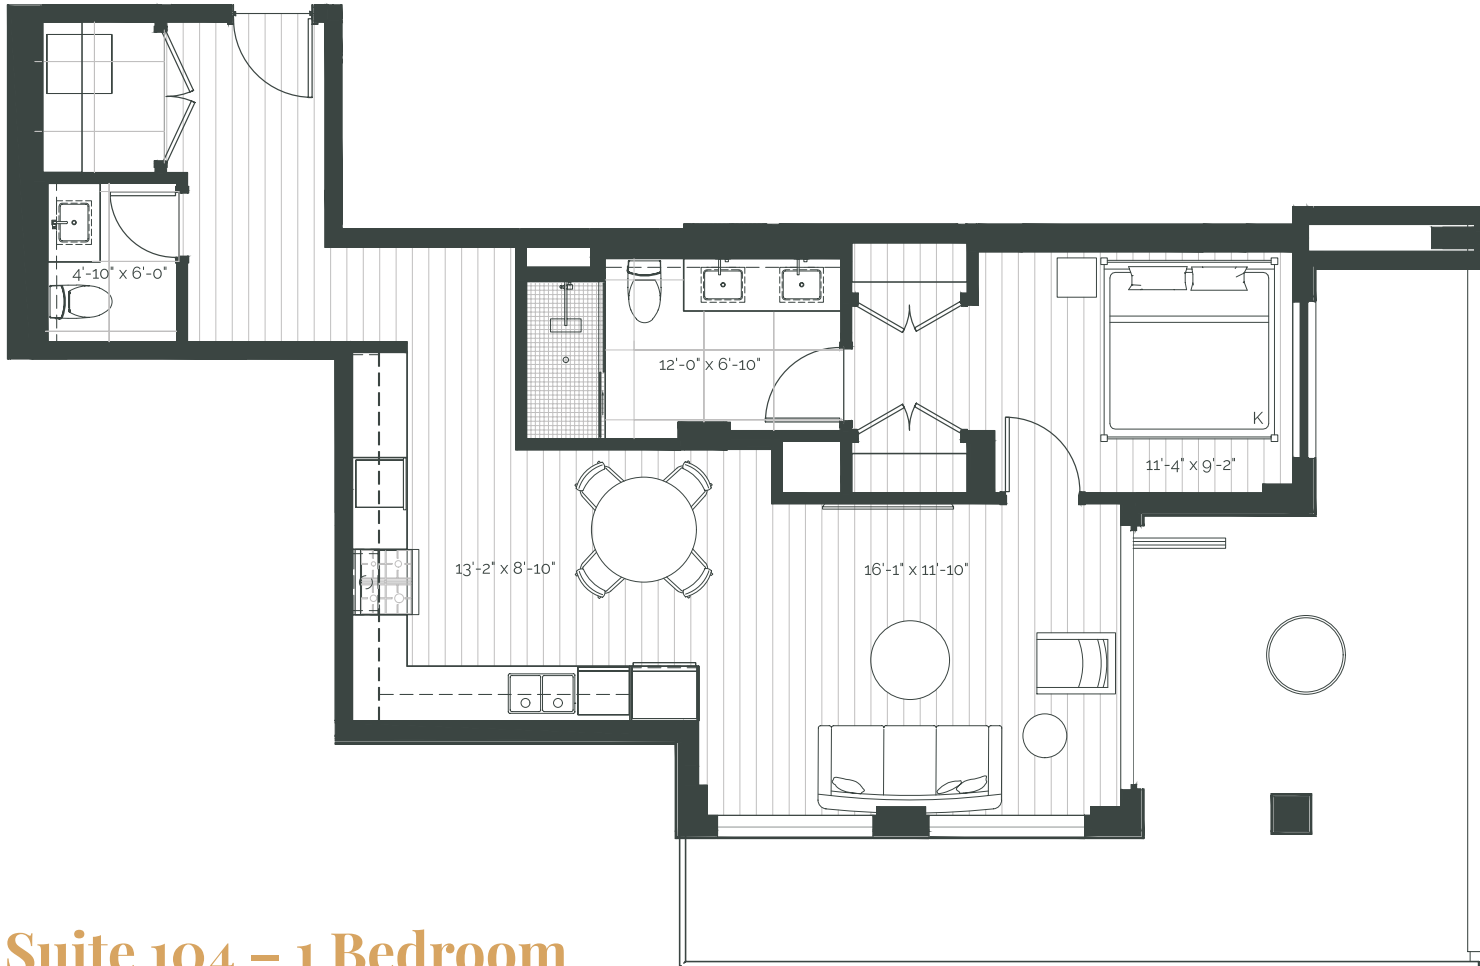 4'-10" x 6'-0"
12'-0" x 6'-10"
K
11'-4" x 9'-2"
13'-2" x 8'-10"
16'-1" x 11'-10"
Suite 104 – 1 Bedroom